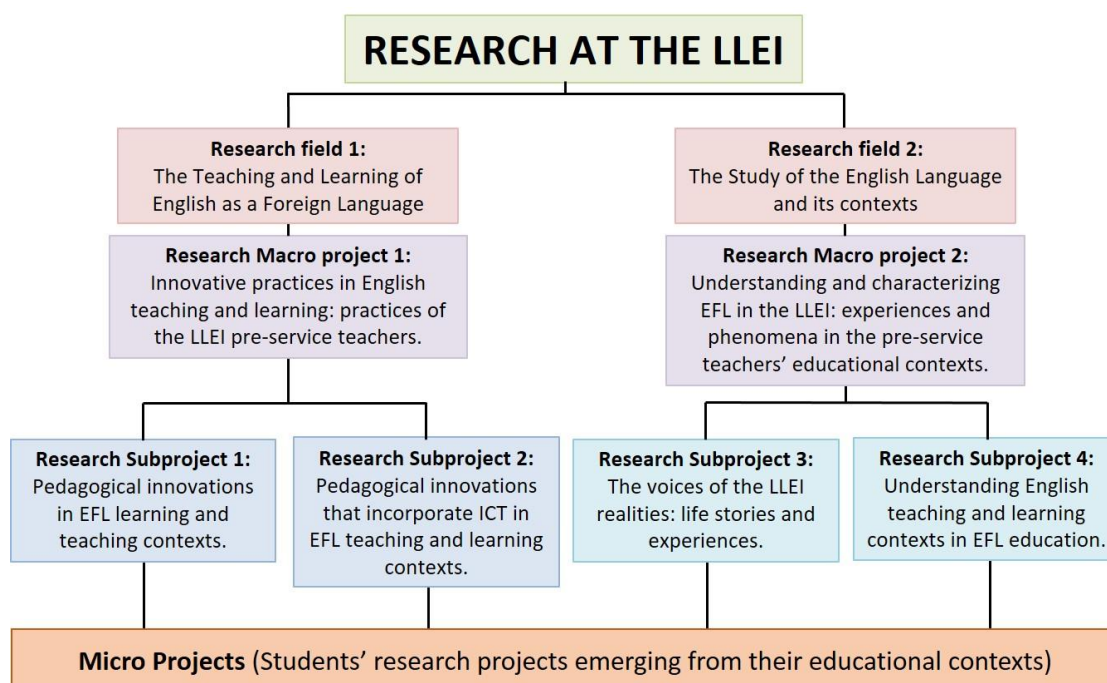 RESEARCH AT THE LLEI
Research field 1:
The Teaching and Learning of
English as a Foreign Language
Research field 2:
The Study of the English Language
and its contexts
Research Macro project 1:
Innovative practices in English
teaching and learning: practices of
the LLEI pre-service teachers.
Research Macro project 2:
Understanding and characterizing
EFL in the LLEI: experiences and
phenomena in the pre-service
teachers’ educational contexts.
Research Subproject 1:
Pedagogical innovations
in EFL learning and
teaching contexts.
Research Subproject 2:
Pedagogical innovations
that incorporate ICT in
EFL teaching and learning
contexts.
Research Subproject 3:
The voices of the LLEI
realities: life stories and
experiences.
Research Subproject 4:
Understanding English
teaching and learning
contexts in EFL education.
Micro Projects (Students’ research projects emerging from their educational contexts)